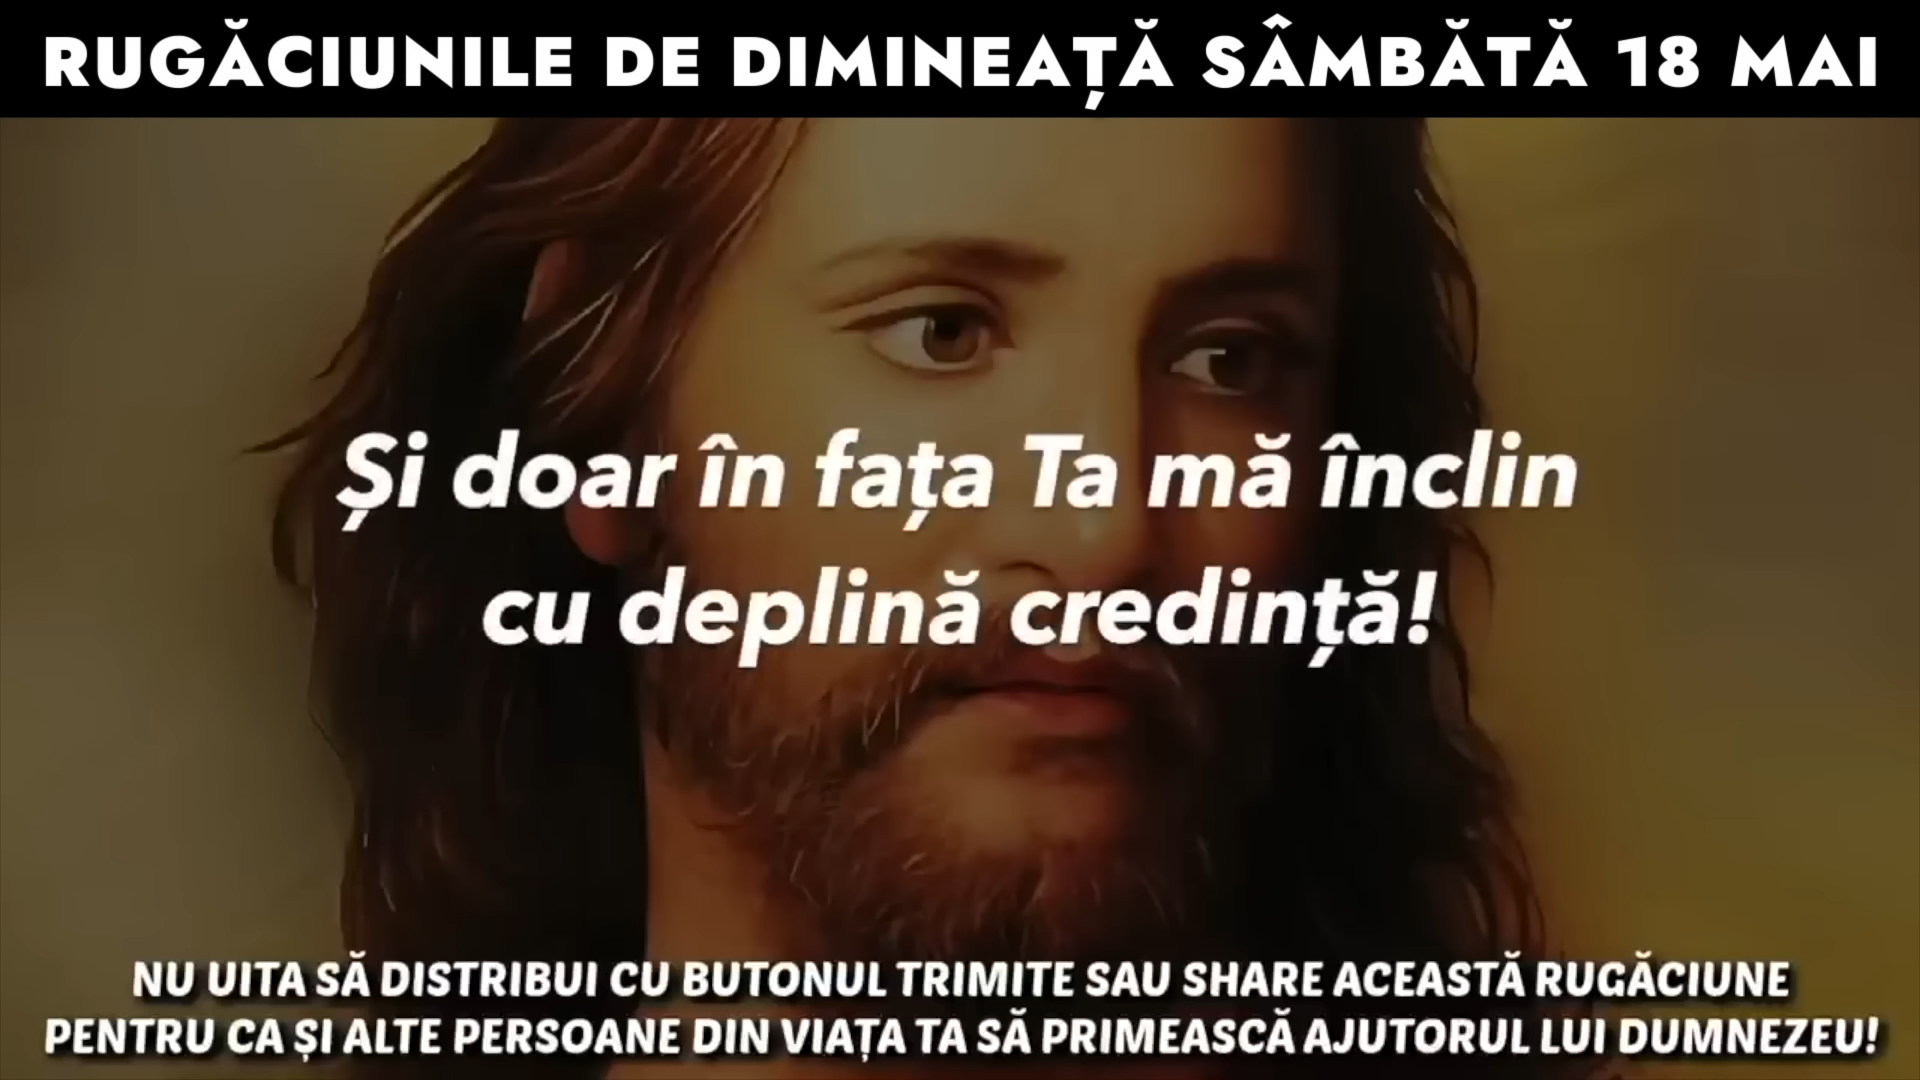 RUGĂCIUNILE DE DIMINEAȚĂ SÂMBĂTĂ 18 MAI
Și doar în fața Ta mă înclin
cu deplină credință!
NU UITA SĂ DISTRIBUI CU BUTONUL TRIMITE SAU SHARE ACEASTĂ RUGĂCIUNE
PENTRU CA ȘI ALTE PERSOANE DIN VIAȚA TA SĂ PRIMEASCĂ AJUTORUL LUI DUMNEZEU!